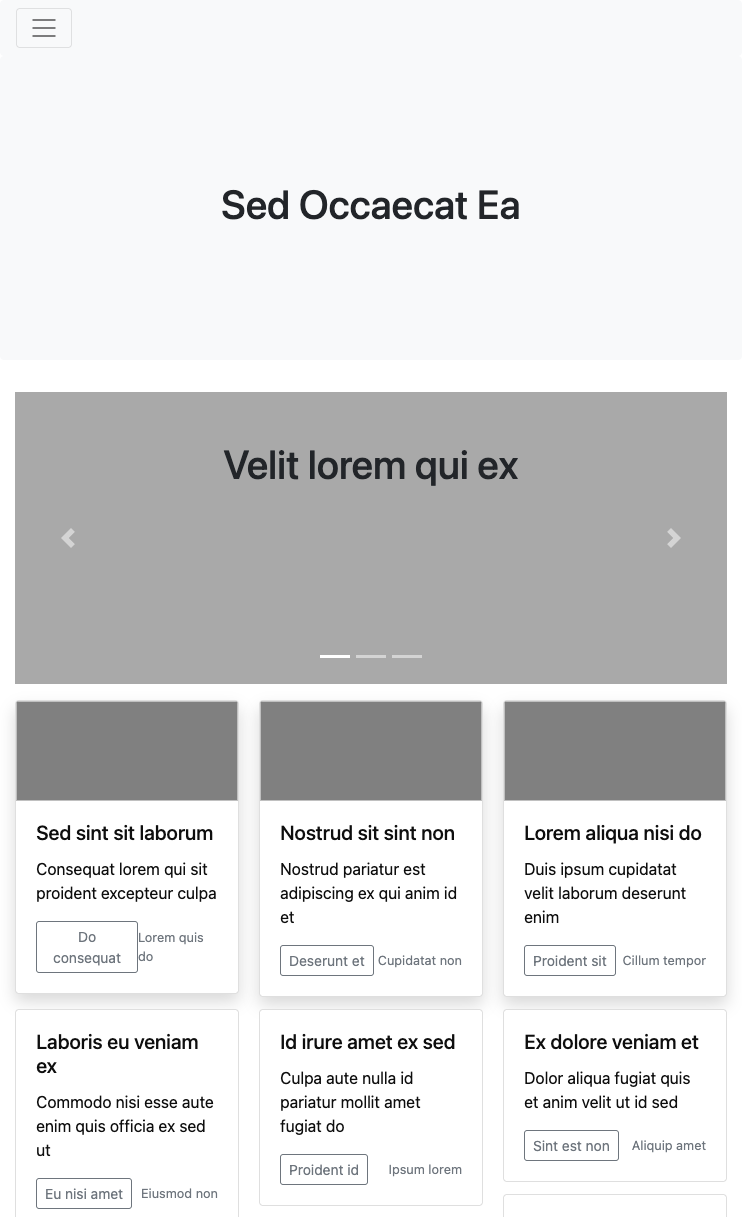 Sed Occaecat Ea
Velit lorem qui ex
Sed sint sit laborum
Consequat lorem qui sit
proident excepteur culpa
Do
consequat
Lorem quis
do
Nostrud sit sint non
Nostrud pariatur est
adipiscing ex qui anim id
et
Deserunt et
Cupidatat non
Lorem aliqua nisi do
Duis ipsum cupidatat
velit laborum deserunt
enim
Proident sit
Cillum tempor
Laboris eu veniam
ex
Commodo nisi esse aute
enim quis officia ex sed
ut
Eu nisi amet
Eiusmod non
Id irure amet ex sed
Culpa aute nulla id
pariatur mollit amet
fugiat do
Proident id
Ipsum lorem
Ex dolore veniam et
Dolor aliqua fugiat quis
et anim velit ut id sed
Sint est non
Aliquip amet